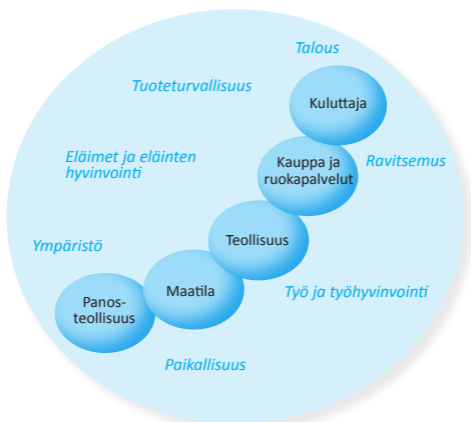 Talous
Tuoteturvallisuus
Kuluttaja
Eläimet ja eläinten
hyvinvointi
Kauppa ja
ruokapalvelut
Ravitsemus
Ympäristö
Teollisuus
Maatila
Työ ja työhyvinvointi
Panos-
teollisuus
Paikallisuus